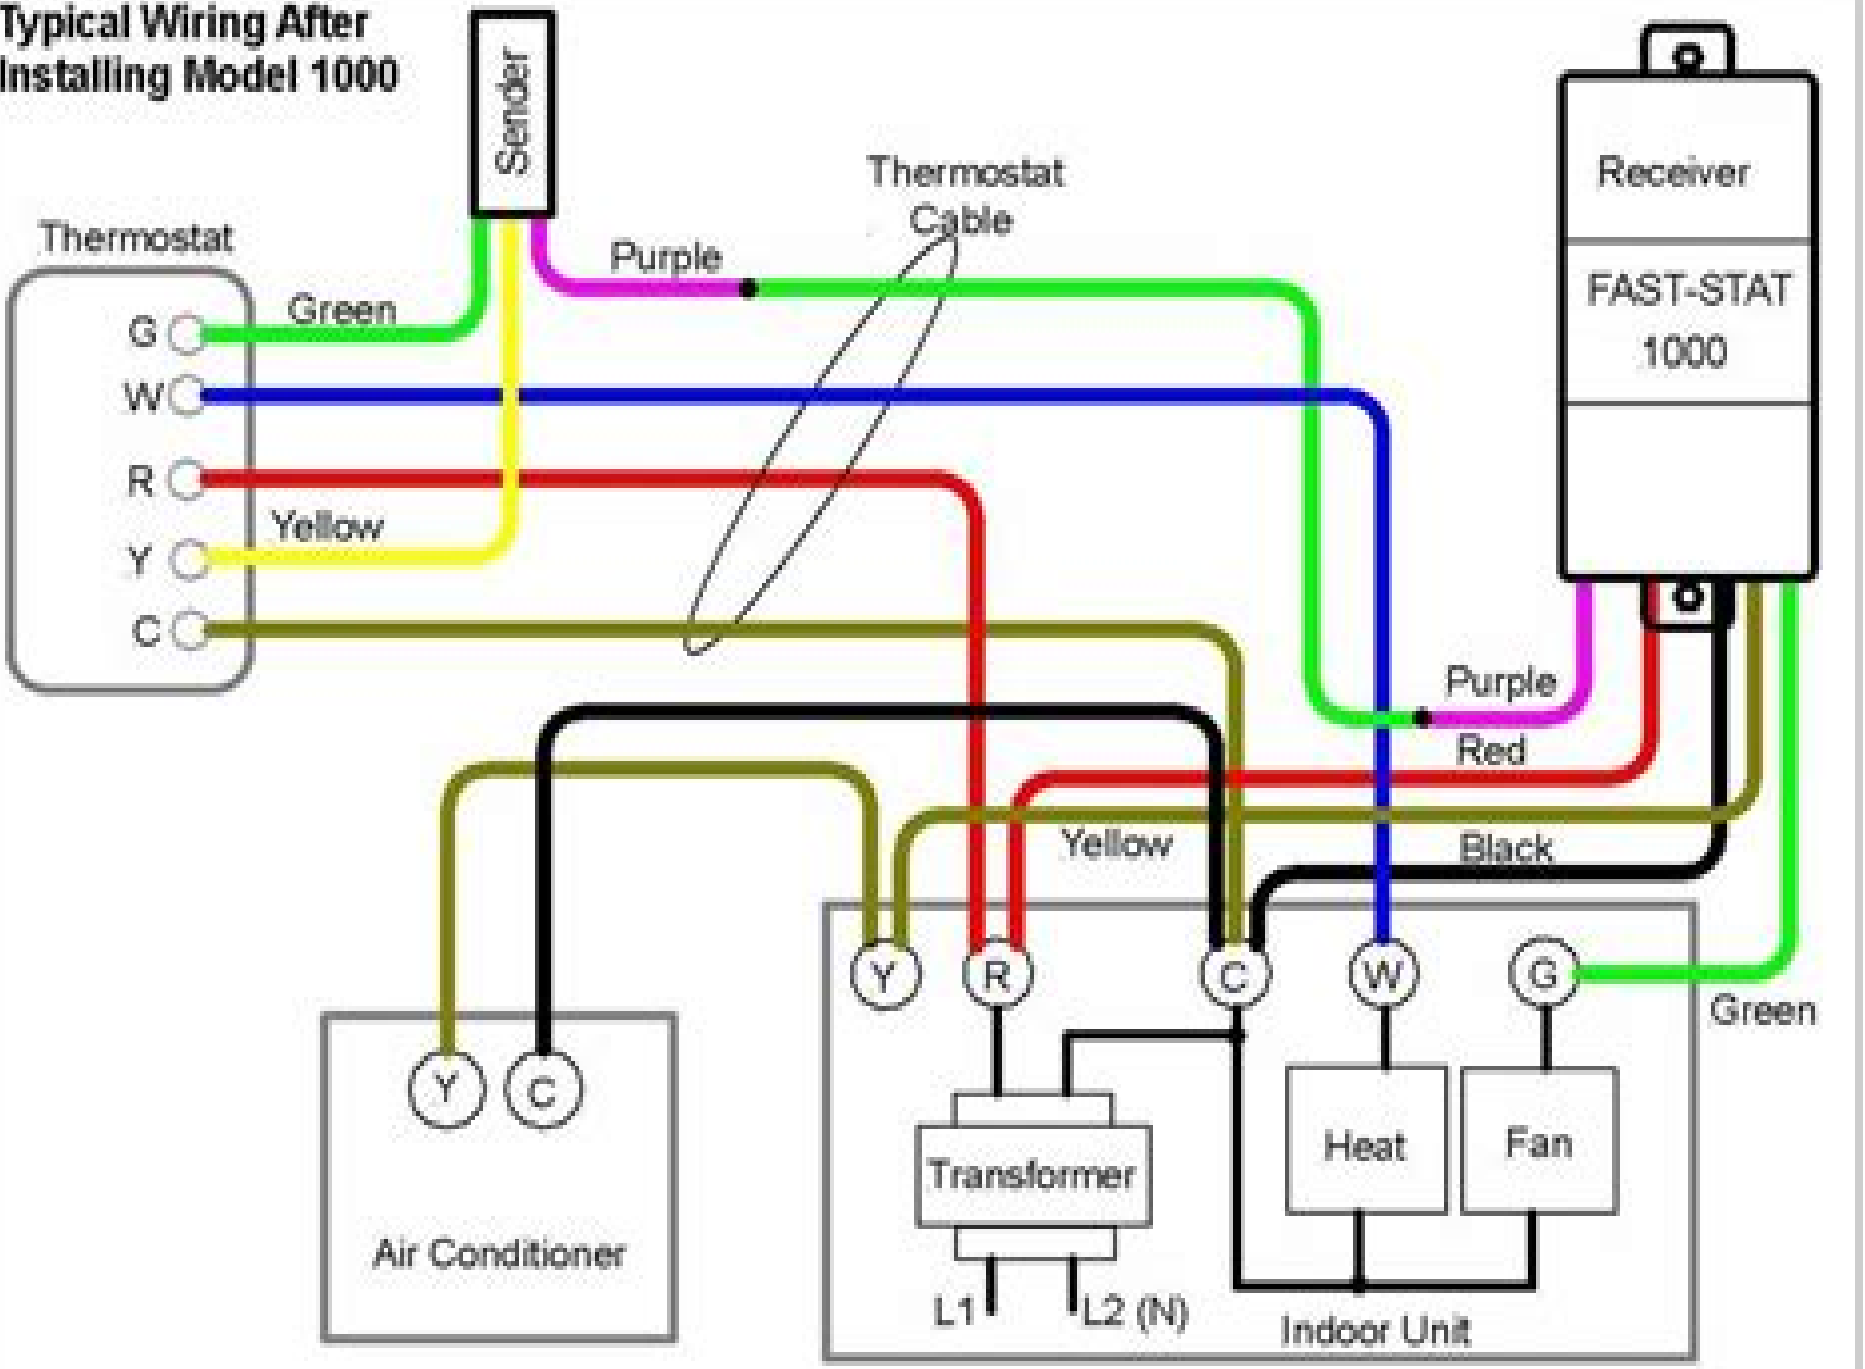 Typical Wiring After
Installing Model 1000
Sender
Thermostat
Cable
Receiver
FAST-STAT
1000
Thermostat
Purple
Green
G
W
R
Yellow
Y
C
Purple
Red
Yellow
Black
Y
R
C
W
G
Green
Y
C
Air Conditioner
Transformer
Heat
Fan
L1
L2 (N)
Indoor Unit